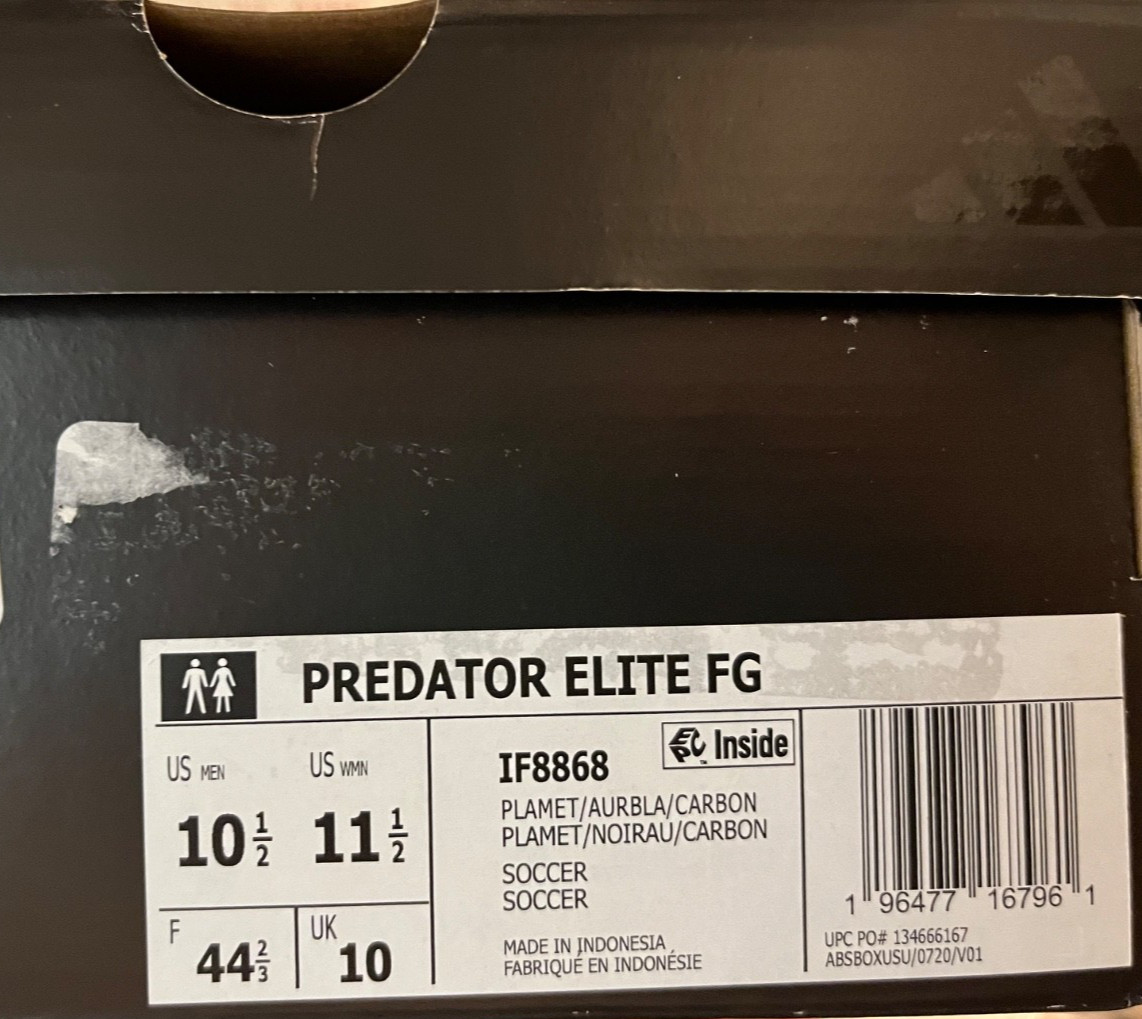 PREDATOR ELITE FG
US MEN
US WMN
10 1/2
11 1/2
F
44 2/3
UK
10
IF8868
EPC™ Inside
PLAMET/AURBLA/CARBON
PLAMET/NOIRAU/CARBON
SOCCER
SOCCER
MADE IN INDONESIA
FABRIQUÉ EN INDONÉSIE
1 96477 16796 1
UPC PO# 134666167
ABSBOXUSU/0720/V01